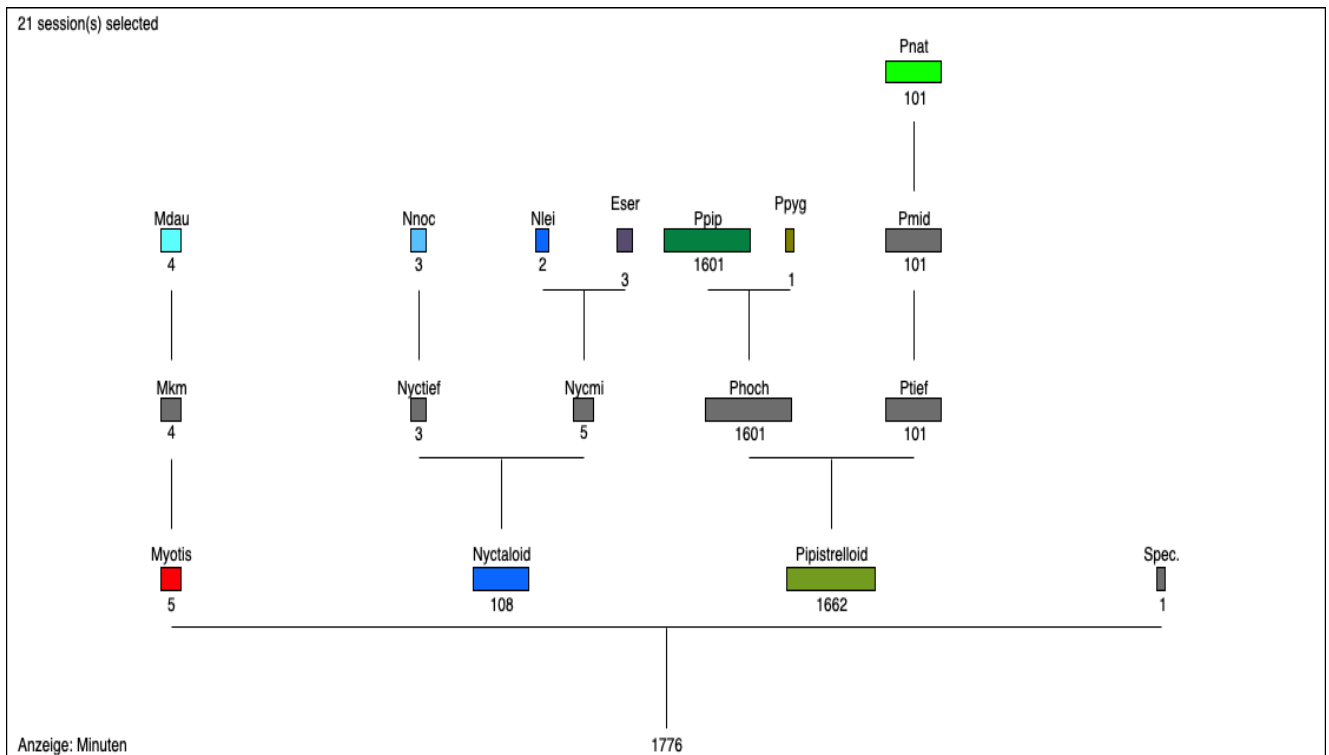 21 session(s) selected
Pnat
101
Mdau
Nnoc
Nlei
Eser
Ppip
Ppyg
Pmid
4
3
2
3
1601
1
101
Mkm
Nyctief
Nycmi
Phoch
Ptief
4
3
5
1601
101
Myotis
Nyctaloid
Pipistrelloid
Spec.
5
108
1662
1
Anzeige: Minuten
1776